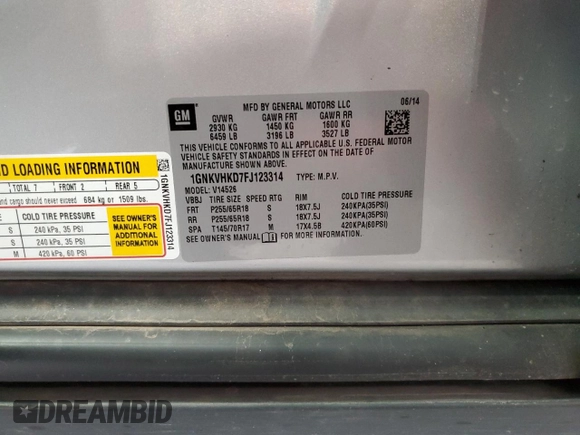 GM
MFD BY GENERAL MOTORS LLC
06/14
GVWR GAWR FRT GAWR RR
2930 KG 1450 KG 1600 KG
6459 LB 3196 LB 3527 LB
THIS VEHICLE CONFORMS TO ALL APPLICABLE U.S. FEDERAL MOTOR
VEHICLE SAFETY STANDARDS IN EFFECT ON THE DATE OF
MANUFACTURE SHOWN ABOVE.
1GNKVHKD7FJ123314 TYPE: M.P.V.
MODEL: V14526
VBBJ TIRE SIZE SPEED RTG RIM COLD TIRE PRESSURE
FRT P255/65R18 S 18X7.5J 240KPA(35PSI)
RR P255/65R18 S 18X7.5J 240KPA(35PSI)
SPA T145/70R17 M 17X4.5B 420KPA(60PSI)
SEE OWNER'S MANUAL FOR ADDITIONAL INFORMATION.
D LOADING INFORMATION
TOTAL 7 FRONT 2 REAR 5
and cargo should never exceed 684 kg or 1509 lbs.
COLD TIRE PRESSURE
S 240 kPa, 35 PSI
S 240 kPa, 35 PSI
M 420 kPa, 60 PSI
SEE OWNER'S
MANUAL FOR
ADDITIONAL
INFORMATION
1GNKVHKD7FJ123314
DREAMBID